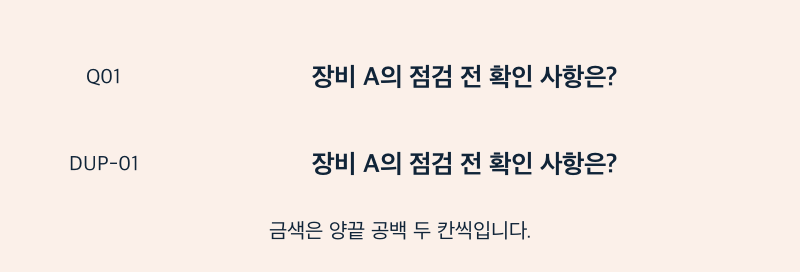 Q01 장비 A의 점검 전 확인 사항은?
DUP-01 장비 A의 점검 전 확인 사항은?
금색은 양끝 공백 두 칸씩입니다.